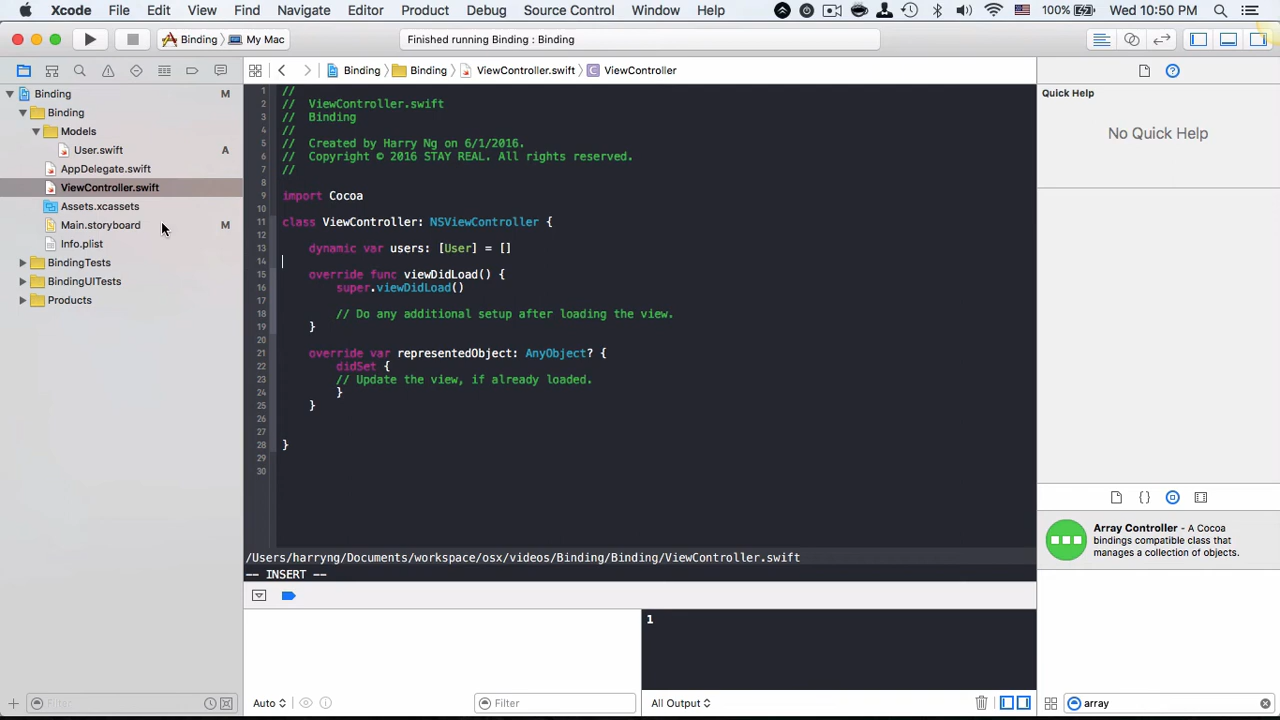 Xcode File Edit View Find Navigate Editor Product Debug Source Control Window Help 100% Wed 10:50 PM
Binding My Mac Finished running Binding : Binding
Binding Binding ViewController.swift C ViewController
Quick Help
No Quick Help
Binding M
Binding
Models
User.swift A
AppDelegate.swift
ViewController.swift
Assets.xcassets
Main.storyboard M
Info.plist
BindingTests
BindingUITests
Products
1 //
2 // ViewController.swift
3 // Binding
4 //
5 // Created by Harry Ng on 6/1/2016.
6 // Copyright © 2016 STAY REAL. All rights reserved.
7 //
8
9 import Cocoa
10
11 class ViewController: NSViewController {
12
13 dynamic var users: [User] = []
14
15 override func viewDidLoad() {
16 super.viewDidLoad()
17
18 // Do any additional setup after loading the view.
19 }
20
21 override var representedObject: AnyObject? {
22 didSet {
23 // Update the view, if already loaded.
24 }
25 }
26
27
28 }
29
30
/Users/harryng/Documents/workspace/osx/videos/Binding/Binding/ViewController.swift
-- INSERT --
1
Array Controller - A Cocoa
bindings compatible class that
manages a collection of objects.
Filter
Auto Filter
All Output
array